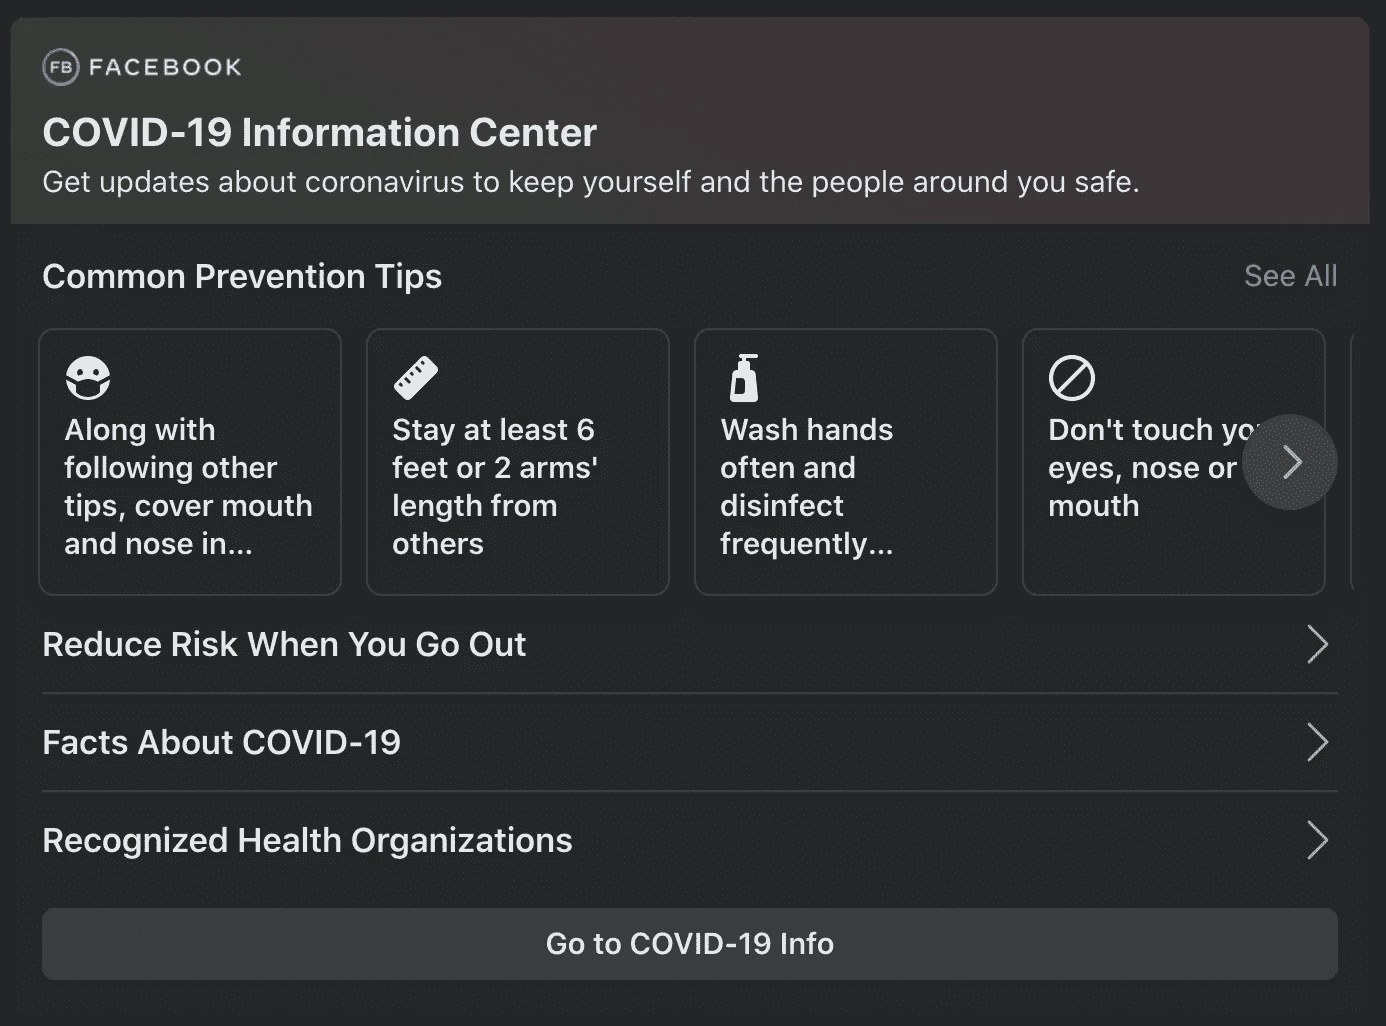 FB FACEBOOK
COVID-19 Information Center
Get updates about coronavirus to keep yourself and the people around you safe.
Common Prevention Tips
See All
Along with
following other
tips, cover mouth
and nose in...
Stay at least 6
feet or 2 arms'
length from
others
Wash hands
often and
disinfect
frequently...
Don't touch yo
eyes, nose or
mouth
Reduce Risk When You Go Out
Facts About COVID-19
Recognized Health Organizations
Go to COVID-19 Info